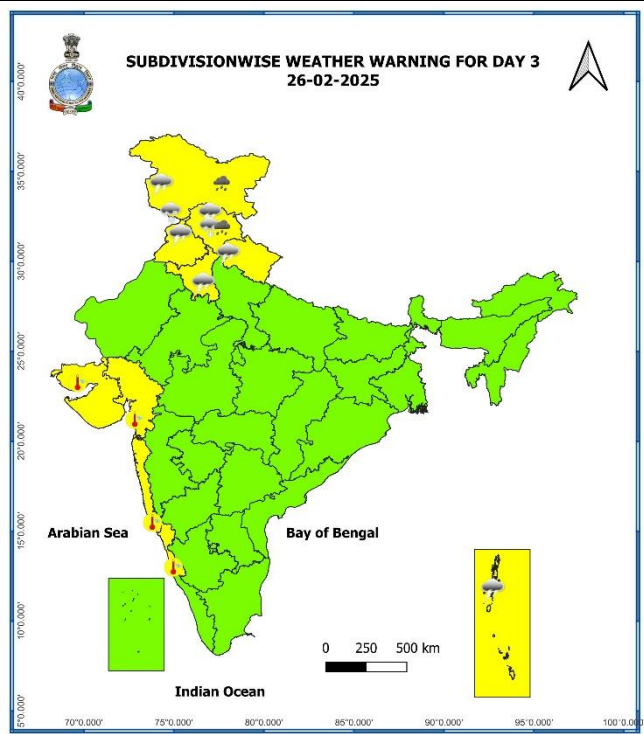 SUBDIVISIONWISE WEATHER WARNING FOR DAY 3
26-02-2025
40°0.000'
35°0.000'
30°0.000'
25°0.000'
20°0.000'
15°0.000'
10°0.000'
5°0.000'
Arabian Sea
Bay of Bengal
0 250 500 km
Indian Ocean
70°0.000' 75°0.000' 80°0.000' 85°0.000' 90°0.000' 95°0.000' 100°0.000